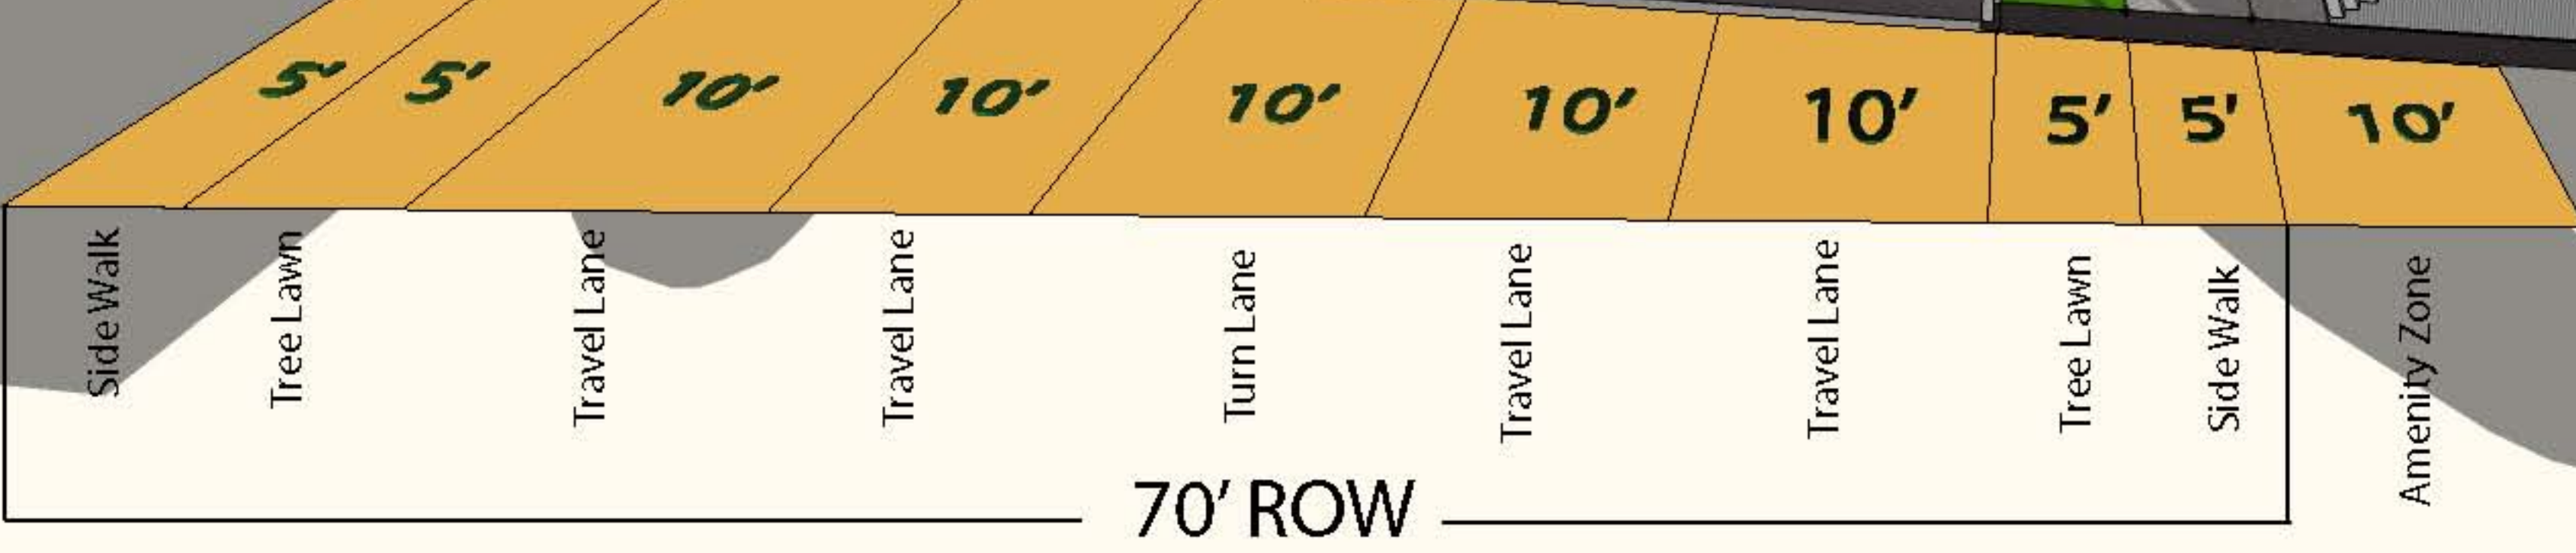 5' 5' 10' 10' 10' 10' 10' 5' 5' 10'
Side Walk
Tree Lawn
Travel Lane
Travel Lane
Turn Lane
Travel Lane
Travel Lane
Tree Lawn
Side Walk
Amenity Zone
70' ROW